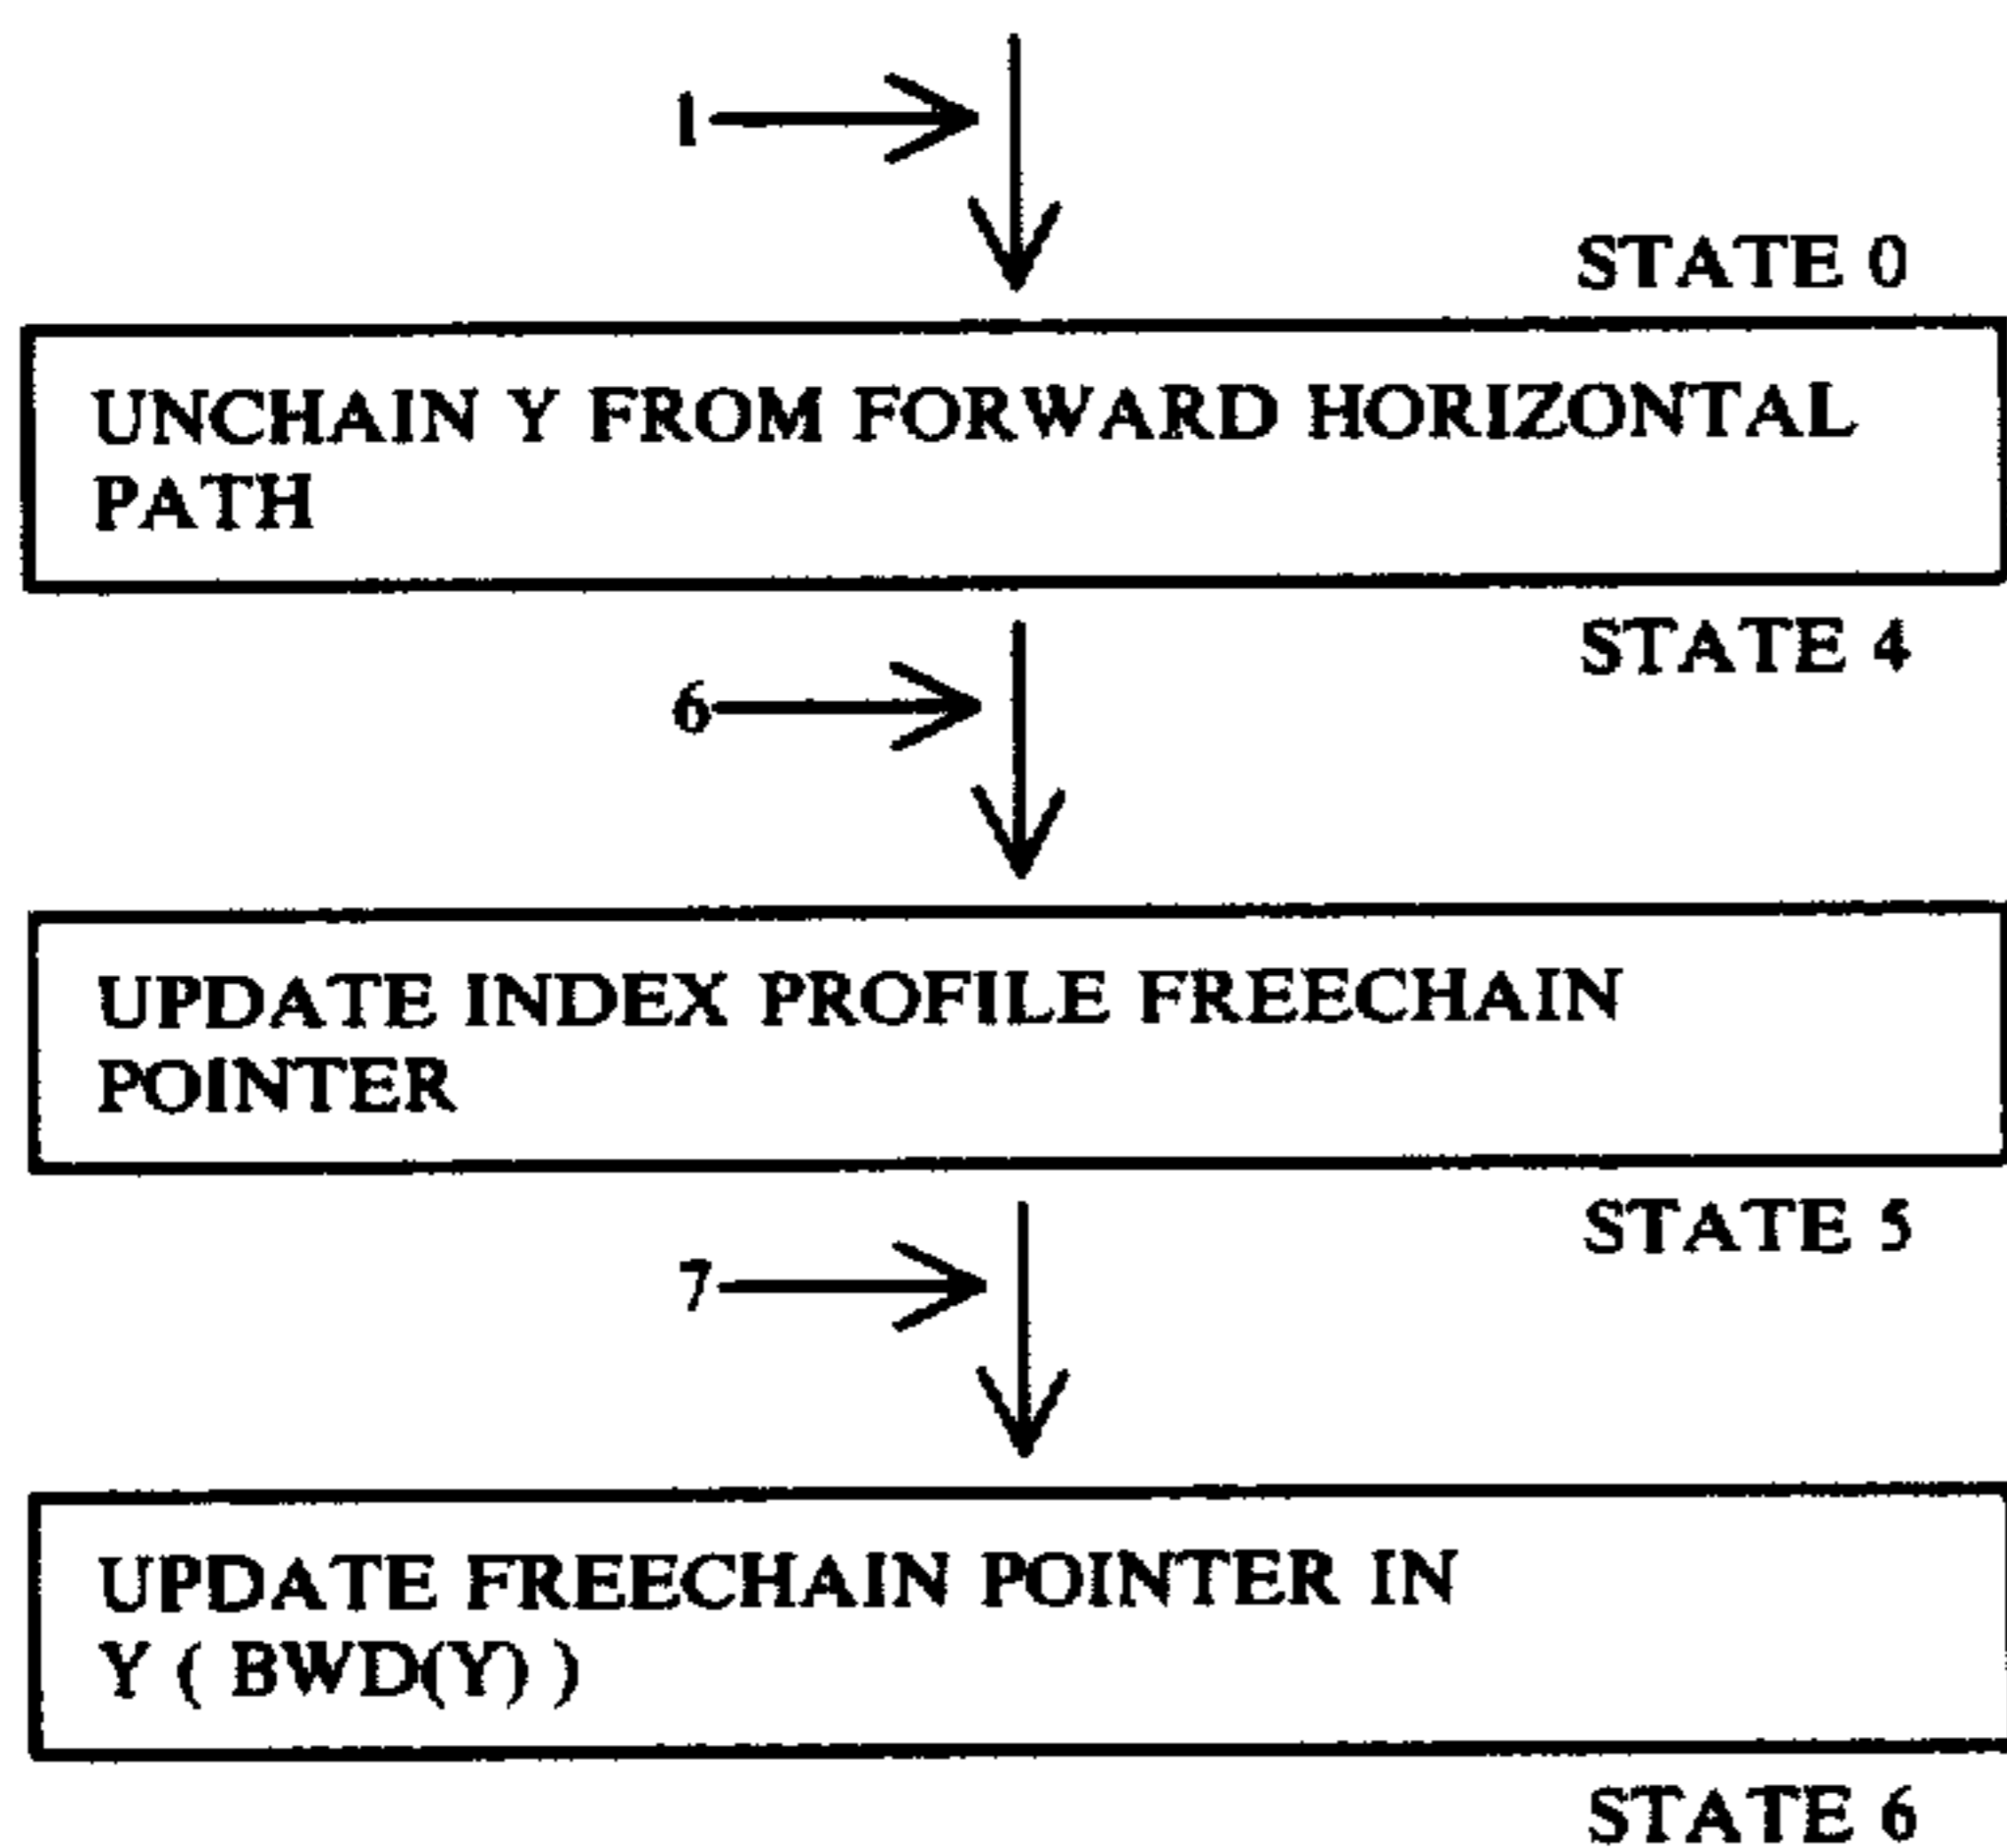 1
STATE 0
UNCHAIN Y FROM FORWARD HORIZONTAL
PATH
STATE 4
6
UPDATE INDEX PROFILE FREECHAIN
POINTER
STATE 5
7
UPDATE FREECHAIN POINTER IN
Y ( BWD(Y) )
STATE 6